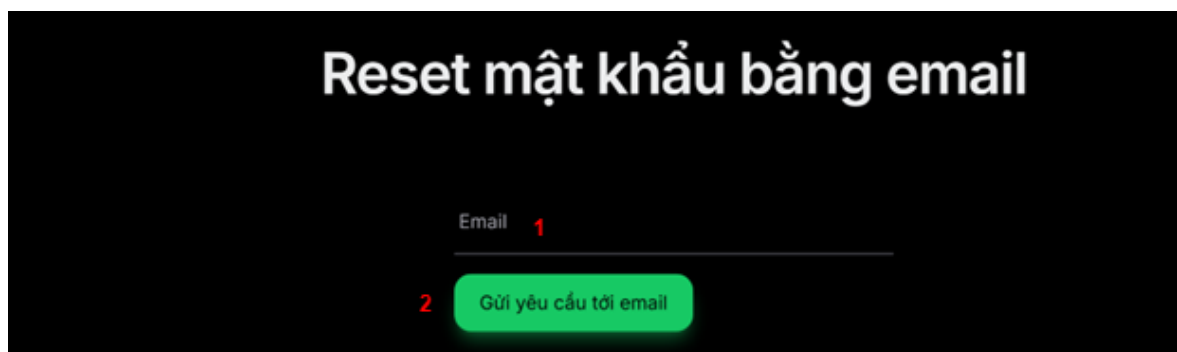 Reset mật khẩu bằng email
Email 1
2 Gửi yêu cầu tới email